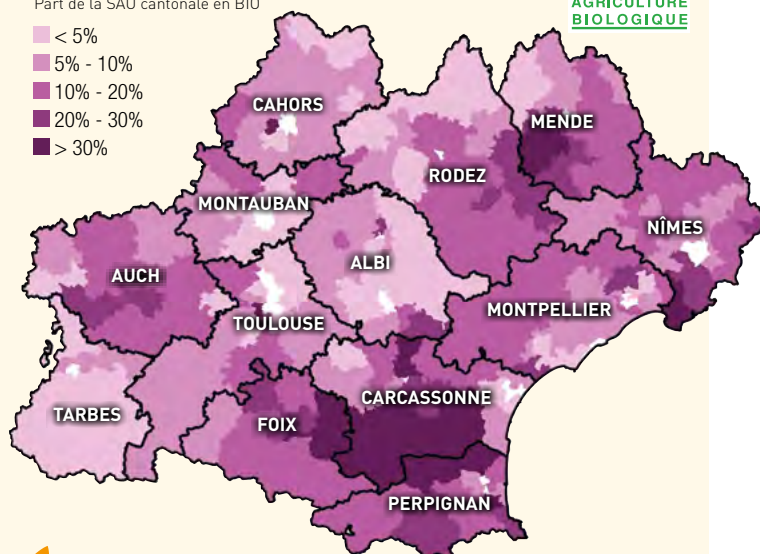 Part de la SAU cantonale en BIO
AGRICULTURE
BIOLOGIQUE
< 5%
5% - 10%
10% - 20%
20% - 30%
> 30%
CAHORS
MENDE
RODEZ
MONTAUBAN
NÎMES
ALBI
AUCH
MONTPELLIER
TOULOUSE
CARCASSONNE
TARBES
FOIX
PERPIGNAN